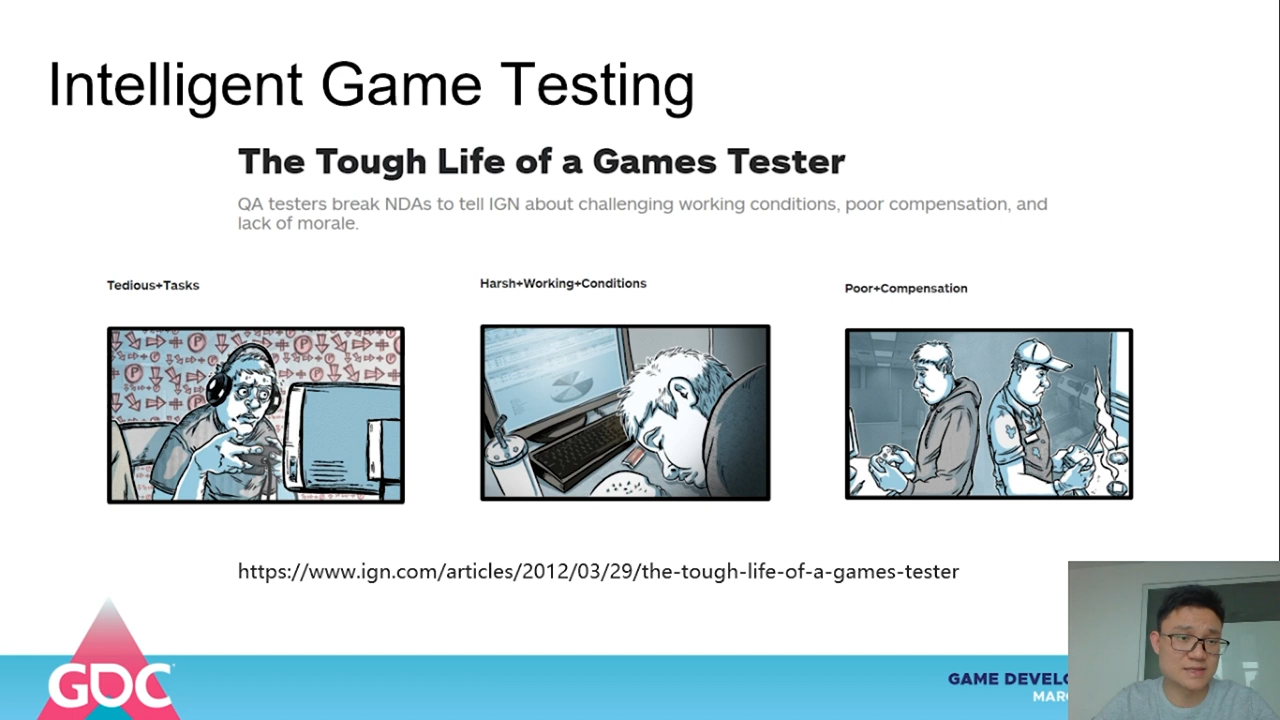 Intelligent Game Testing
The Tough Life of a Games Tester
QA testers break NDAs to tell IGN about challenging working conditions, poor compensation, and
lack of morale.
Tedious+Tasks
Harsh+Working+Conditions
Poor+Compensation
https://www.ign.com/articles/2012/03/29/the-tough-life-of-a-games-tester
GDC
GAME DEVELO
MAR